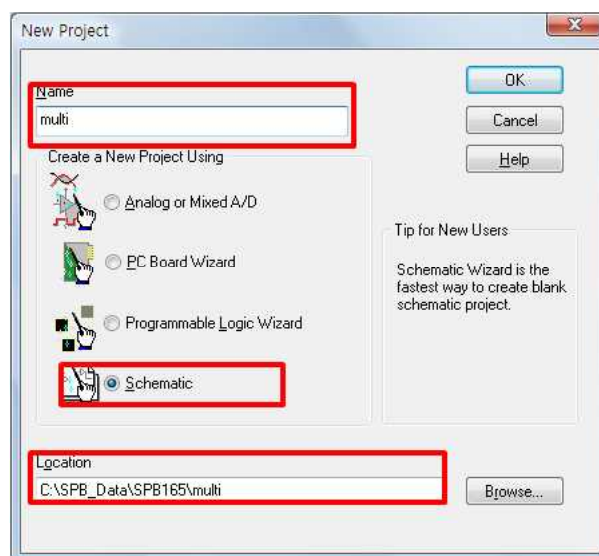 New Project
Name
multi
OK
Cancel
Help
Create a New Project Using
Analog or Mixed A/D
PC Board Wizard
Programmable Logic Wizard
Schematic
Tip for New Users
Schematic Wizard is the
fastest way to create blank
schematic project.
Location
C:\SPB_Data\SPB165\multi
Browse...